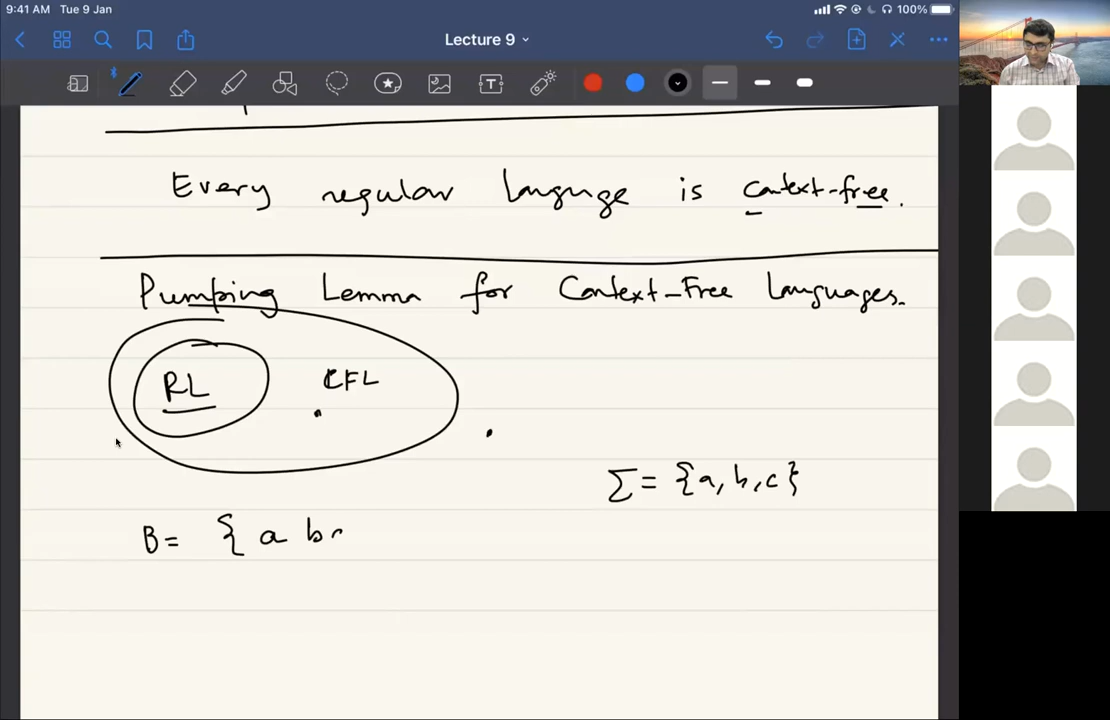 9:41 AM Tue 9 Jan
100%
Lecture 9
Every regular languge is context-free.
Pumping Lemma for Context-Free Languages.
RL CFL
Σ = {a, b, c}
B = { a b